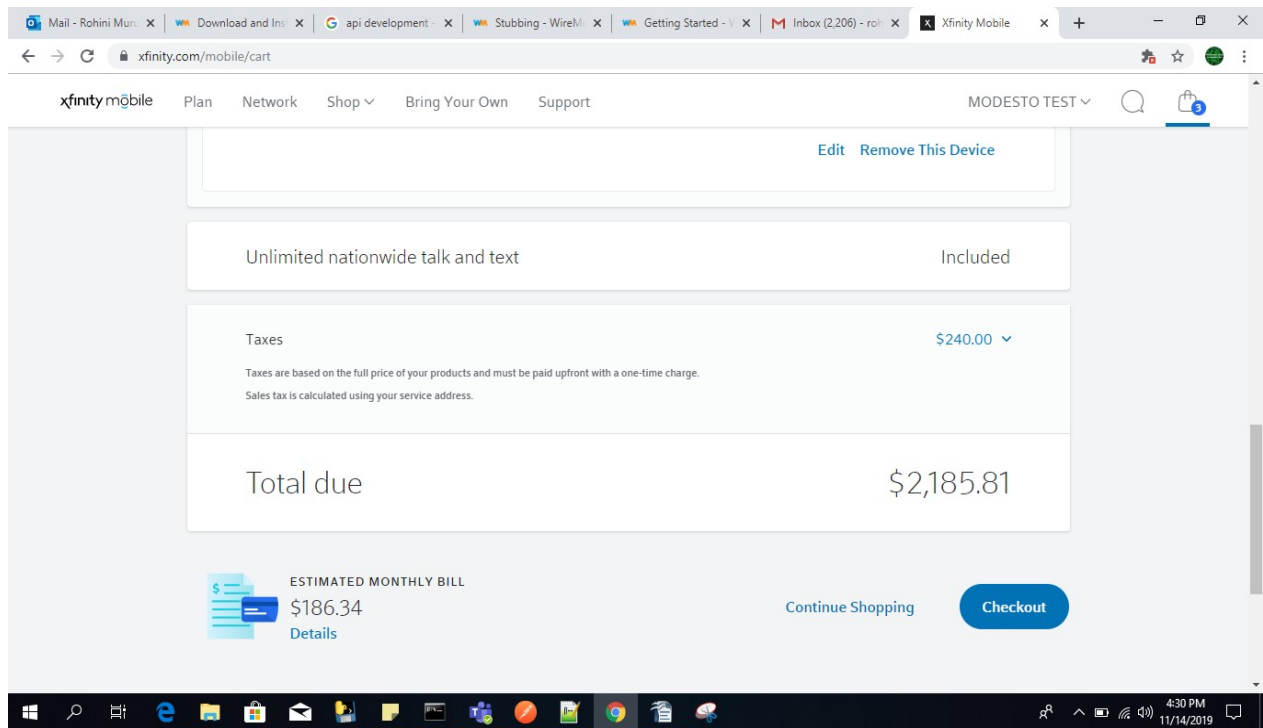 Mail - Rohini Muru
Download and Ins
api development -
Stubbing - WireM
Getting Started - W
Inbox (2,206) - roh
Xfinity Mobile
xfinity.com/mobile/cart
xfinity mobile Plan Network Shop Bring Your Own Support MODESTO TEST 3
Edit Remove This Device
Unlimited nationwide talk and text Included
Taxes $240.00
Taxes are based on the full price of your products and must be paid upfront with a one-time charge.
Sales tax is calculated using your service address.
Total due $2,185.81
ESTIMATED MONTHLY BILL
$186.34
Details
Continue Shopping Checkout
4:30 PM
11/14/2019